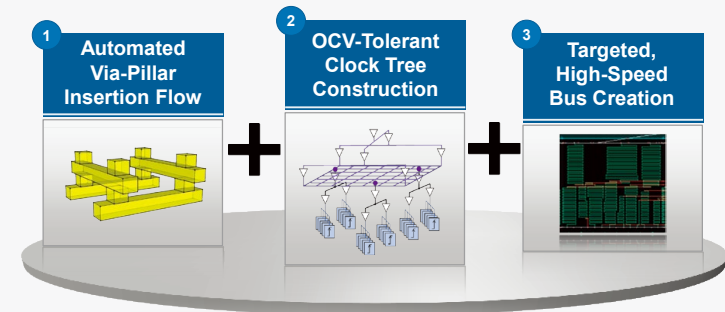 1
Automated
Via-Pillar
Insertion Flow
2
OCV-Tolerant
Clock Tree
Construction
3
Targeted,
High-Speed
Bus Creation